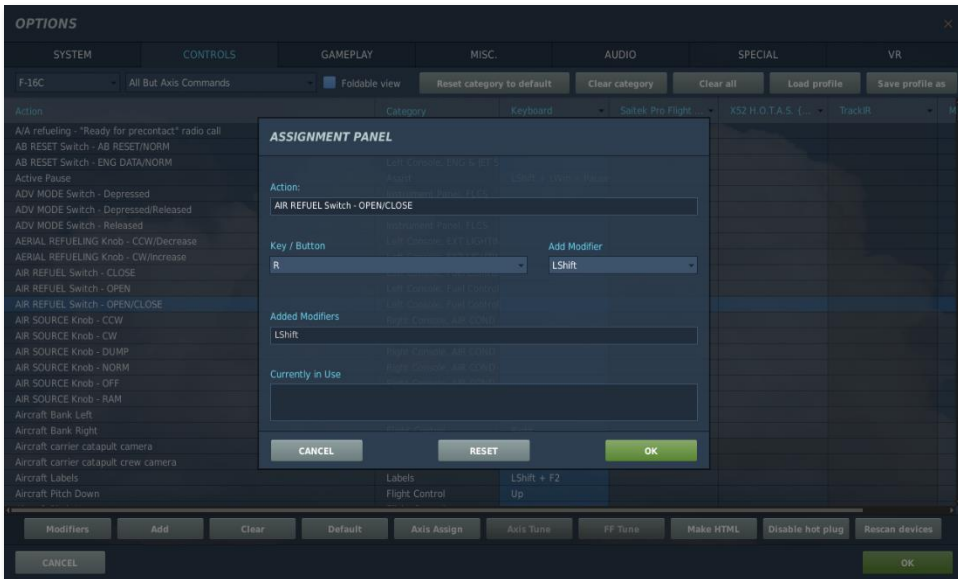 OPTIONS
SYSTEM CONTROLS GAMEPLAY MISC. AUDIO SPECIAL VR
F-16C All But Axis Commands Foldable view Reset category to default Clear category Clear all Load profile Save profile as
Action Category Keyboard Saitek Pro Flight ... X52 H.O.T.A.S. (... TrackIR M
A/A refueling - "Ready for precontact" radio call
ASSIGNMENT PANEL
AB RESET Switch - AB RESET/NORM
AB RESET Switch - ENG DATA/NORM
Active Pause
Action:
ADV MODE Switch - Depressed
AIR REFUEL Switch - OPEN/CLOSE
ADV MODE Switch - Depressed/Released
ADV MODE Switch - Released
AERIAL REFUELING Knob - CCW/Decrease
Key / Button Add Modifier
AERIAL REFUELING Knob - CW/Increase
R LShift
AIR REFUEL Switch - CLOSE
AIR REFUEL Switch - OPEN
AIR REFUEL Switch - OPEN/CLOSE
AIR SOURCE Knob - CCW
Added Modifiers
AIR SOURCE Knob - CW
LShift
AIR SOURCE Knob - DUMP
AIR SOURCE Knob - NORM
Currently in Use
AIR SOURCE Knob - OFF
AIR SOURCE Knob - RAM
Aircraft Bank Left
Aircraft Bank Right
Aircraft carrier catapult camera
CANCEL RESET OK
Aircraft carrier catapult crew camera
Aircraft Labels Labels LShift + F2
Aircraft Pitch Down Flight Control Up
Modifiers Add Clear Default Axis Assign Axis Tune FF Tune Make HTML Disable hot plug Rescan devices
CANCEL OK